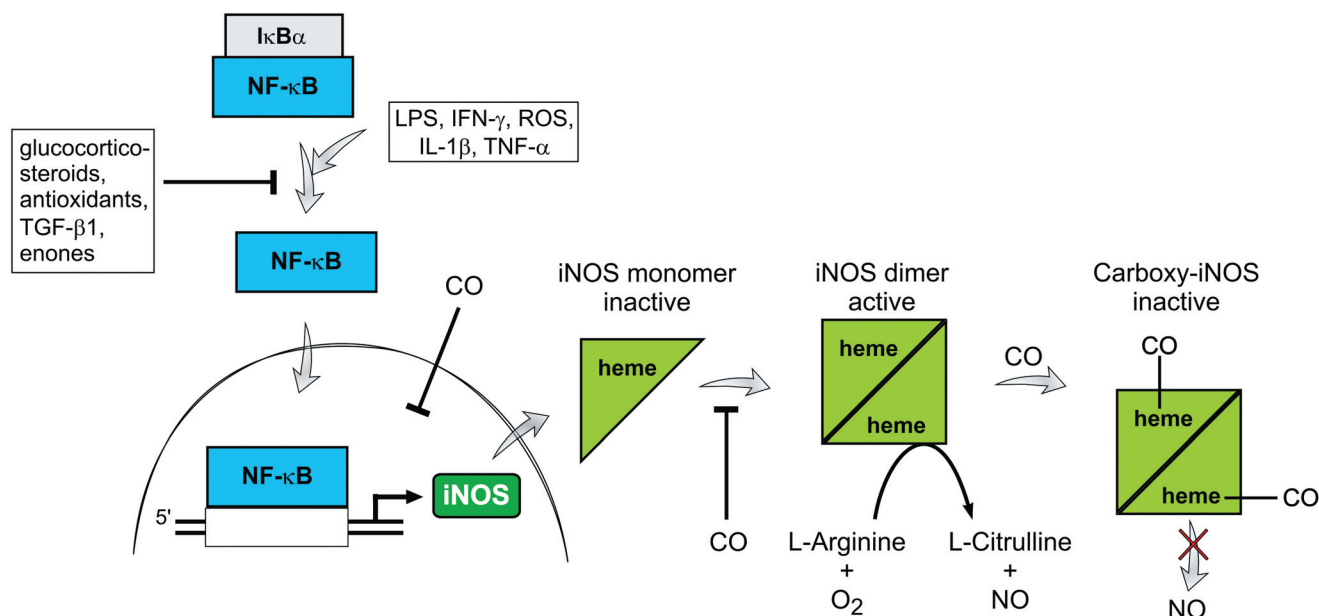 IκBα
NF-κB
LPS, IFN-γ, ROS,
IL-1β, TNF-α
glucocortico-
steroids,
antioxidants,
TGF-β1,
enones
NF-κB
CO
iNOS monomer
inactive
heme
iNOS dimer
active
heme
heme
CO
Carboxy-iNOS
inactive
CO
heme
heme
CO
NF-κB
5'
iNOS
CO
L-Arginine
+
O₂
L-Citrulline
+
NO
NO